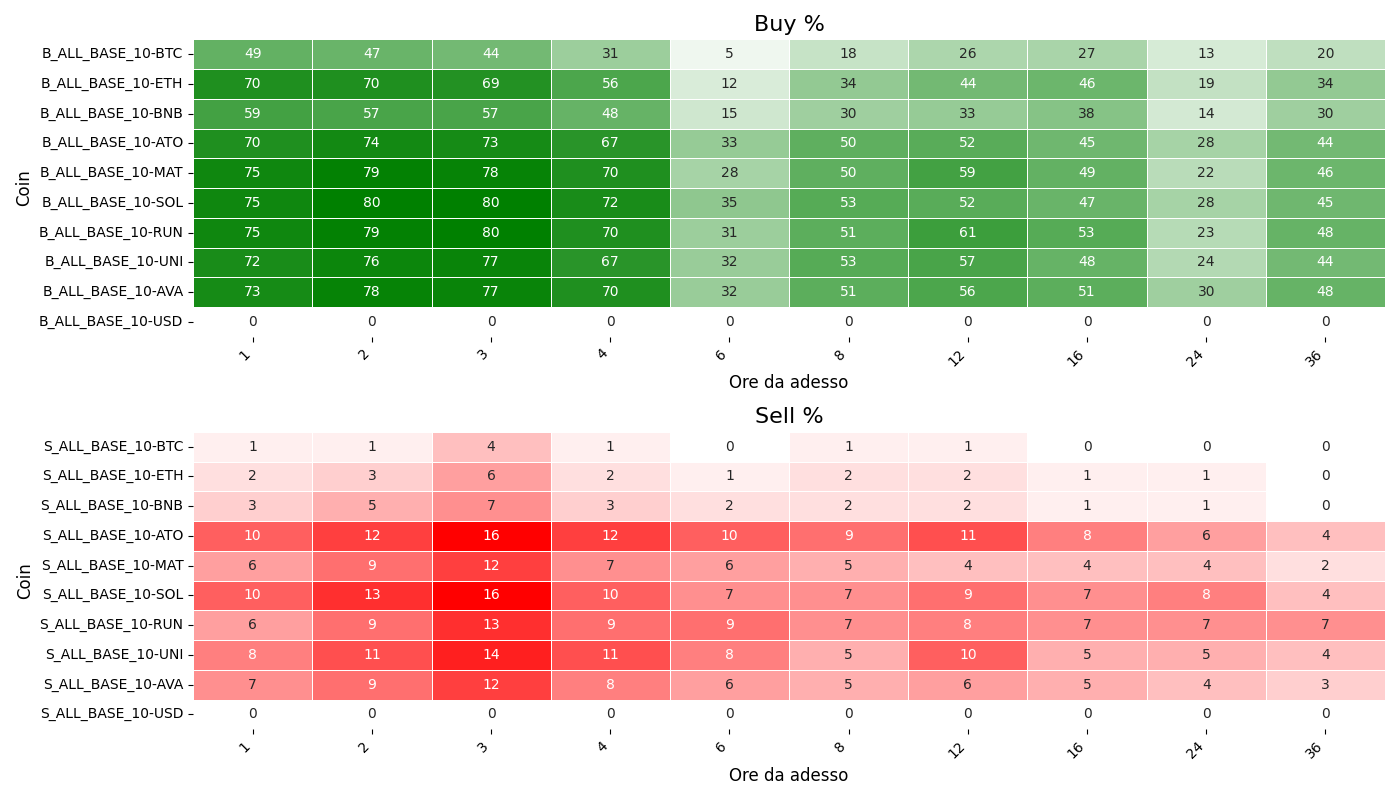 Buy %
Coin
B_ALL_BASE_10-BTC 49 47 44 31 5 18 26 27 13 20
B_ALL_BASE_10-ETH 70 70 69 56 12 34 44 46 19 34
B_ALL_BASE_10-BNB 59 57 57 48 15 30 33 38 14 30
B_ALL_BASE_10-ATO 70 74 73 67 33 50 52 45 28 44
B_ALL_BASE_10-MAT 75 79 78 70 28 50 59 49 22 46
B_ALL_BASE_10-SOL 75 80 80 72 35 53 52 47 28 45
B_ALL_BASE_10-RUN 75 79 80 70 31 51 61 53 23 48
B_ALL_BASE_10-UNI 72 76 77 67 32 53 57 48 24 44
B_ALL_BASE_10-AVA 73 78 77 70 32 51 56 51 30 48
B_ALL_BASE_10-USD 0 0 0 0 0 0 0 0 0 0
1 2 3 4 6 8 12 16 24 36
Ore da adesso
Sell %
Coin
S_ALL_BASE_10-BTC 1 1 4 1 0 1 1 0 0 0
S_ALL_BASE_10-ETH 2 3 6 2 1 2 2 1 1 0
S_ALL_BASE_10-BNB 3 5 7 3 2 2 2 1 1 0
S_ALL_BASE_10-ATO 10 12 16 12 10 9 11 8 6 4
S_ALL_BASE_10-MAT 6 9 12 7 6 5 4 4 4 2
S_ALL_BASE_10-SOL 10 13 16 10 7 7 9 7 8 4
S_ALL_BASE_10-RUN 6 9 13 9 9 7 8 7 7 7
S_ALL_BASE_10-UNI 8 11 14 11 8 5 10 5 5 4
S_ALL_BASE_10-AVA 7 9 12 8 6 5 6 5 4 3
S_ALL_BASE_10-USD 0 0 0 0 0 0 0 0 0 0
1 2 3 4 6 8 12 16 24 36
Ore da adesso